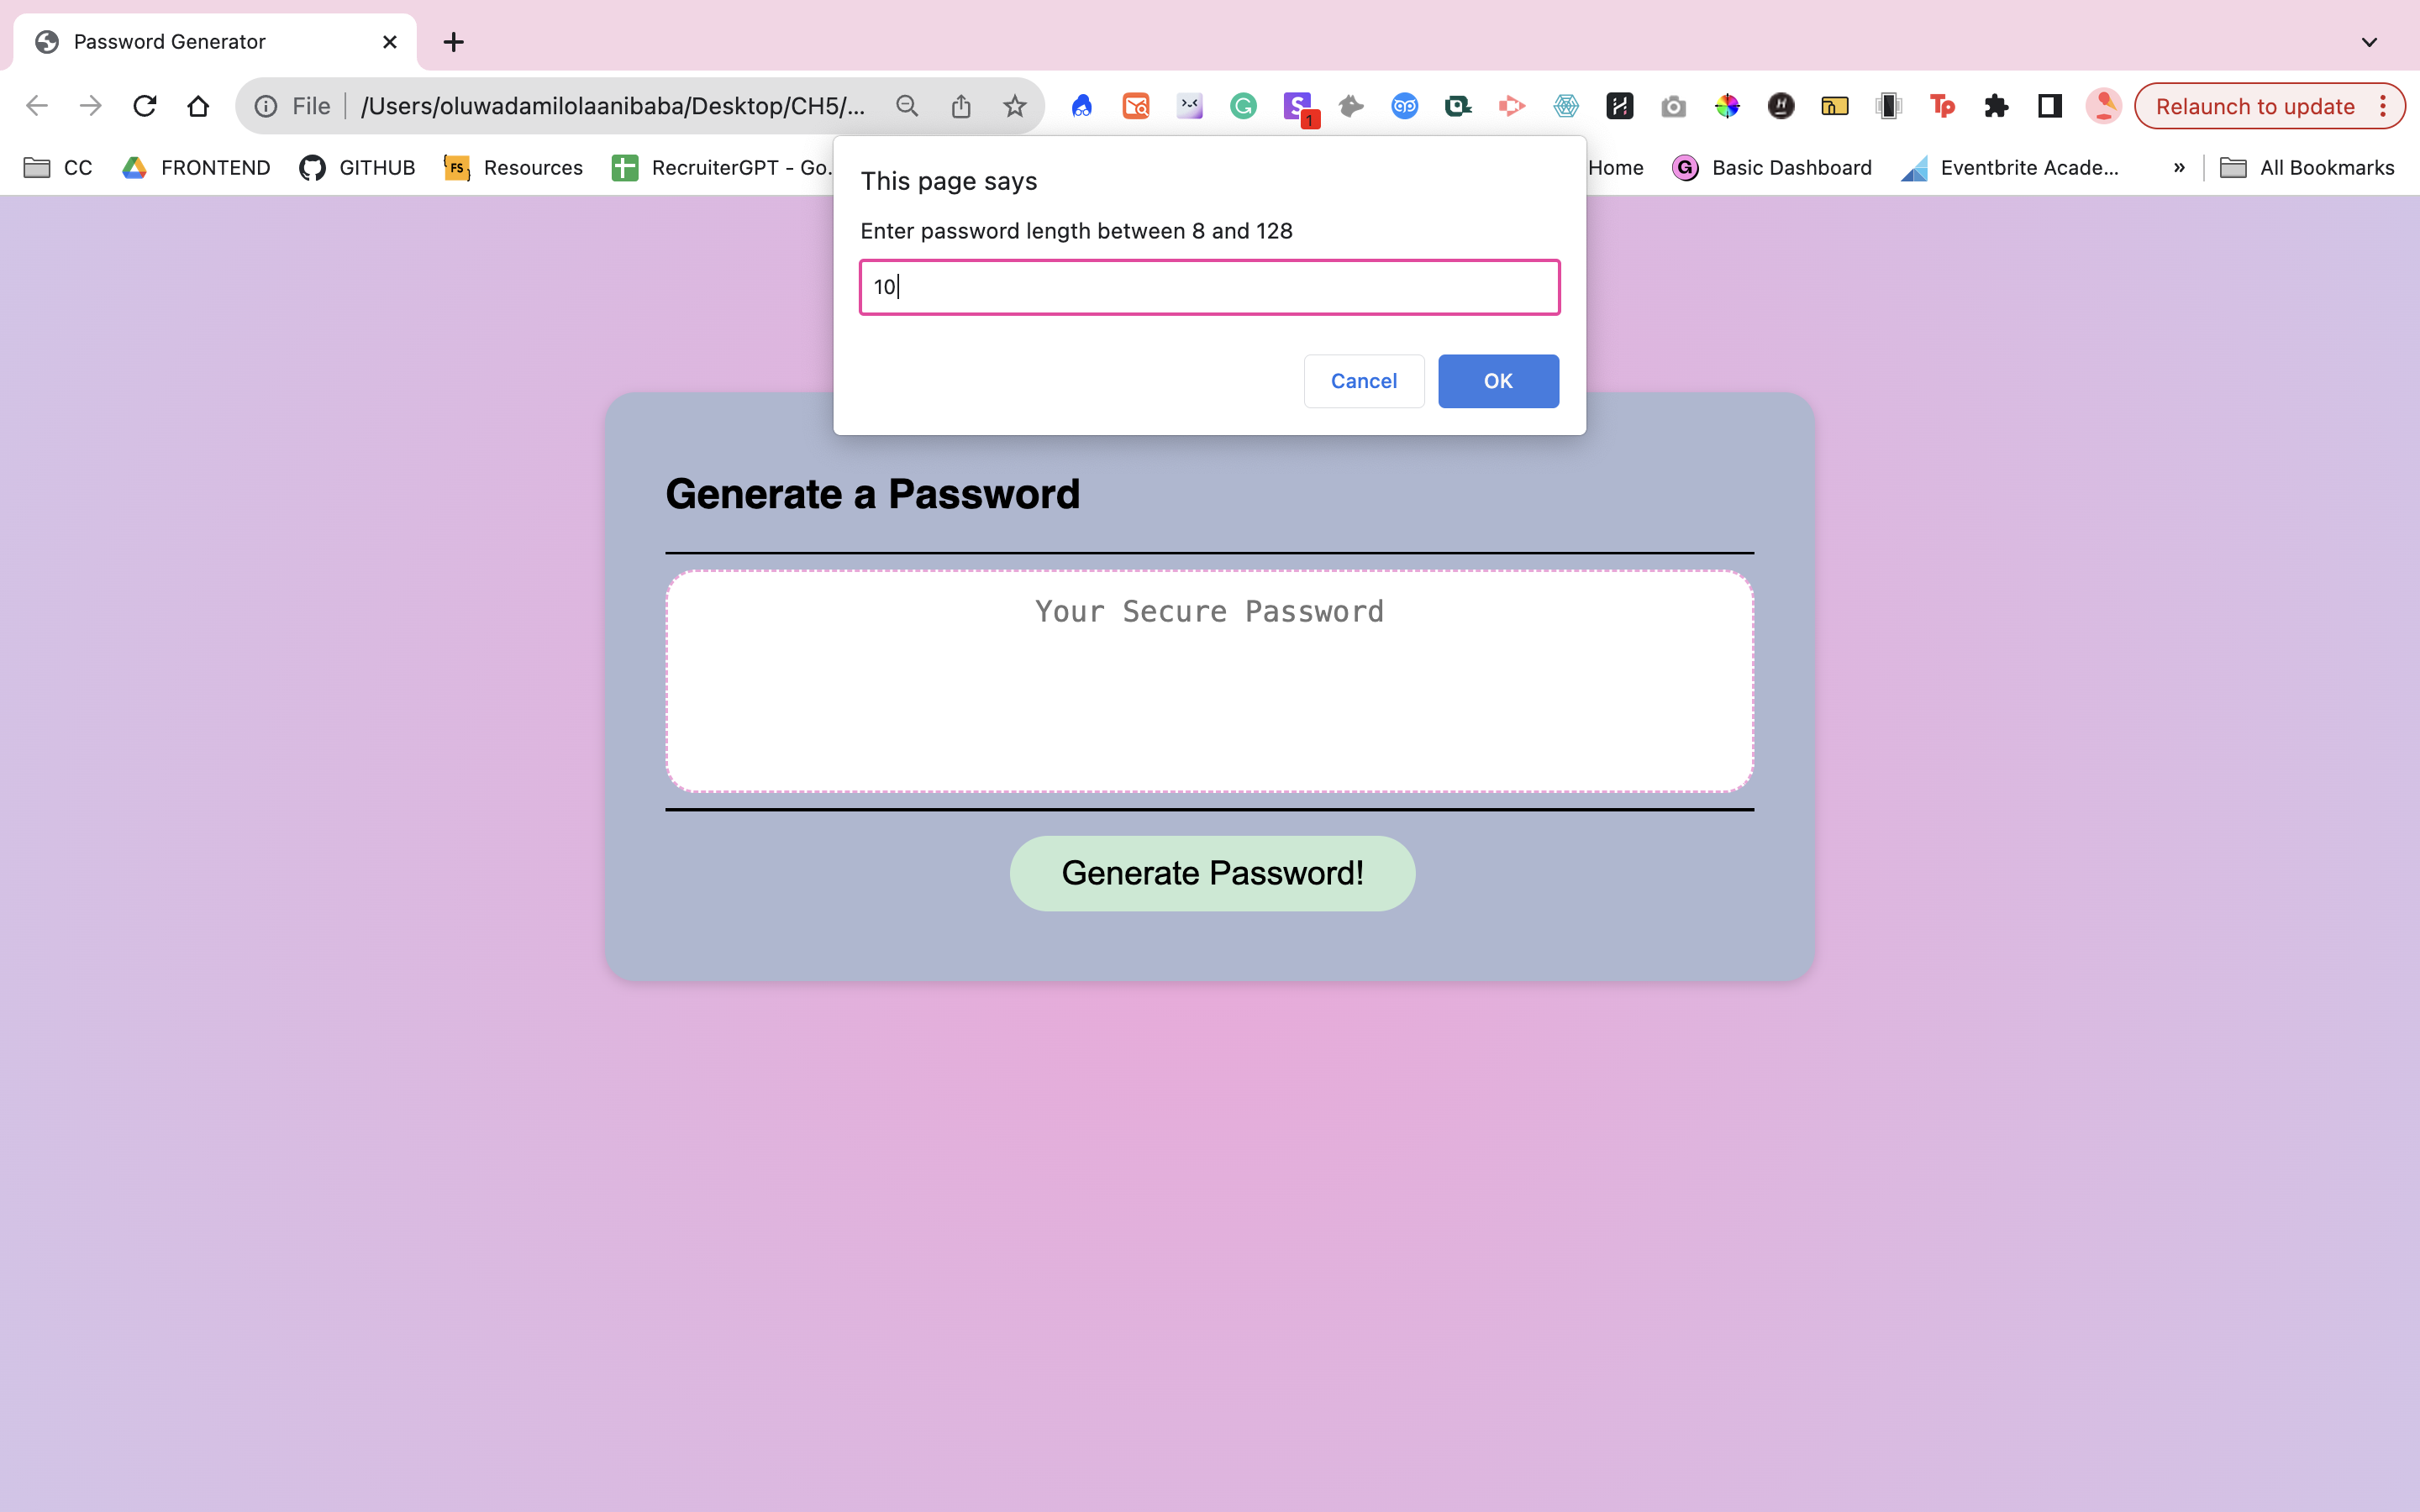 Password Generator
File /Users/oluwadamilolaanibaba/Desktop/CH5/... 1 Relaunch to update
CC FRONTEND GITHUB FS Resources RecruiterGPT - Go. Home G Basic Dashboard Eventbrite Acade... » All Bookmarks
This page says
Enter password length between 8 and 128
10
Cancel OK
Generate a Password
Your Secure Password
Generate Password!